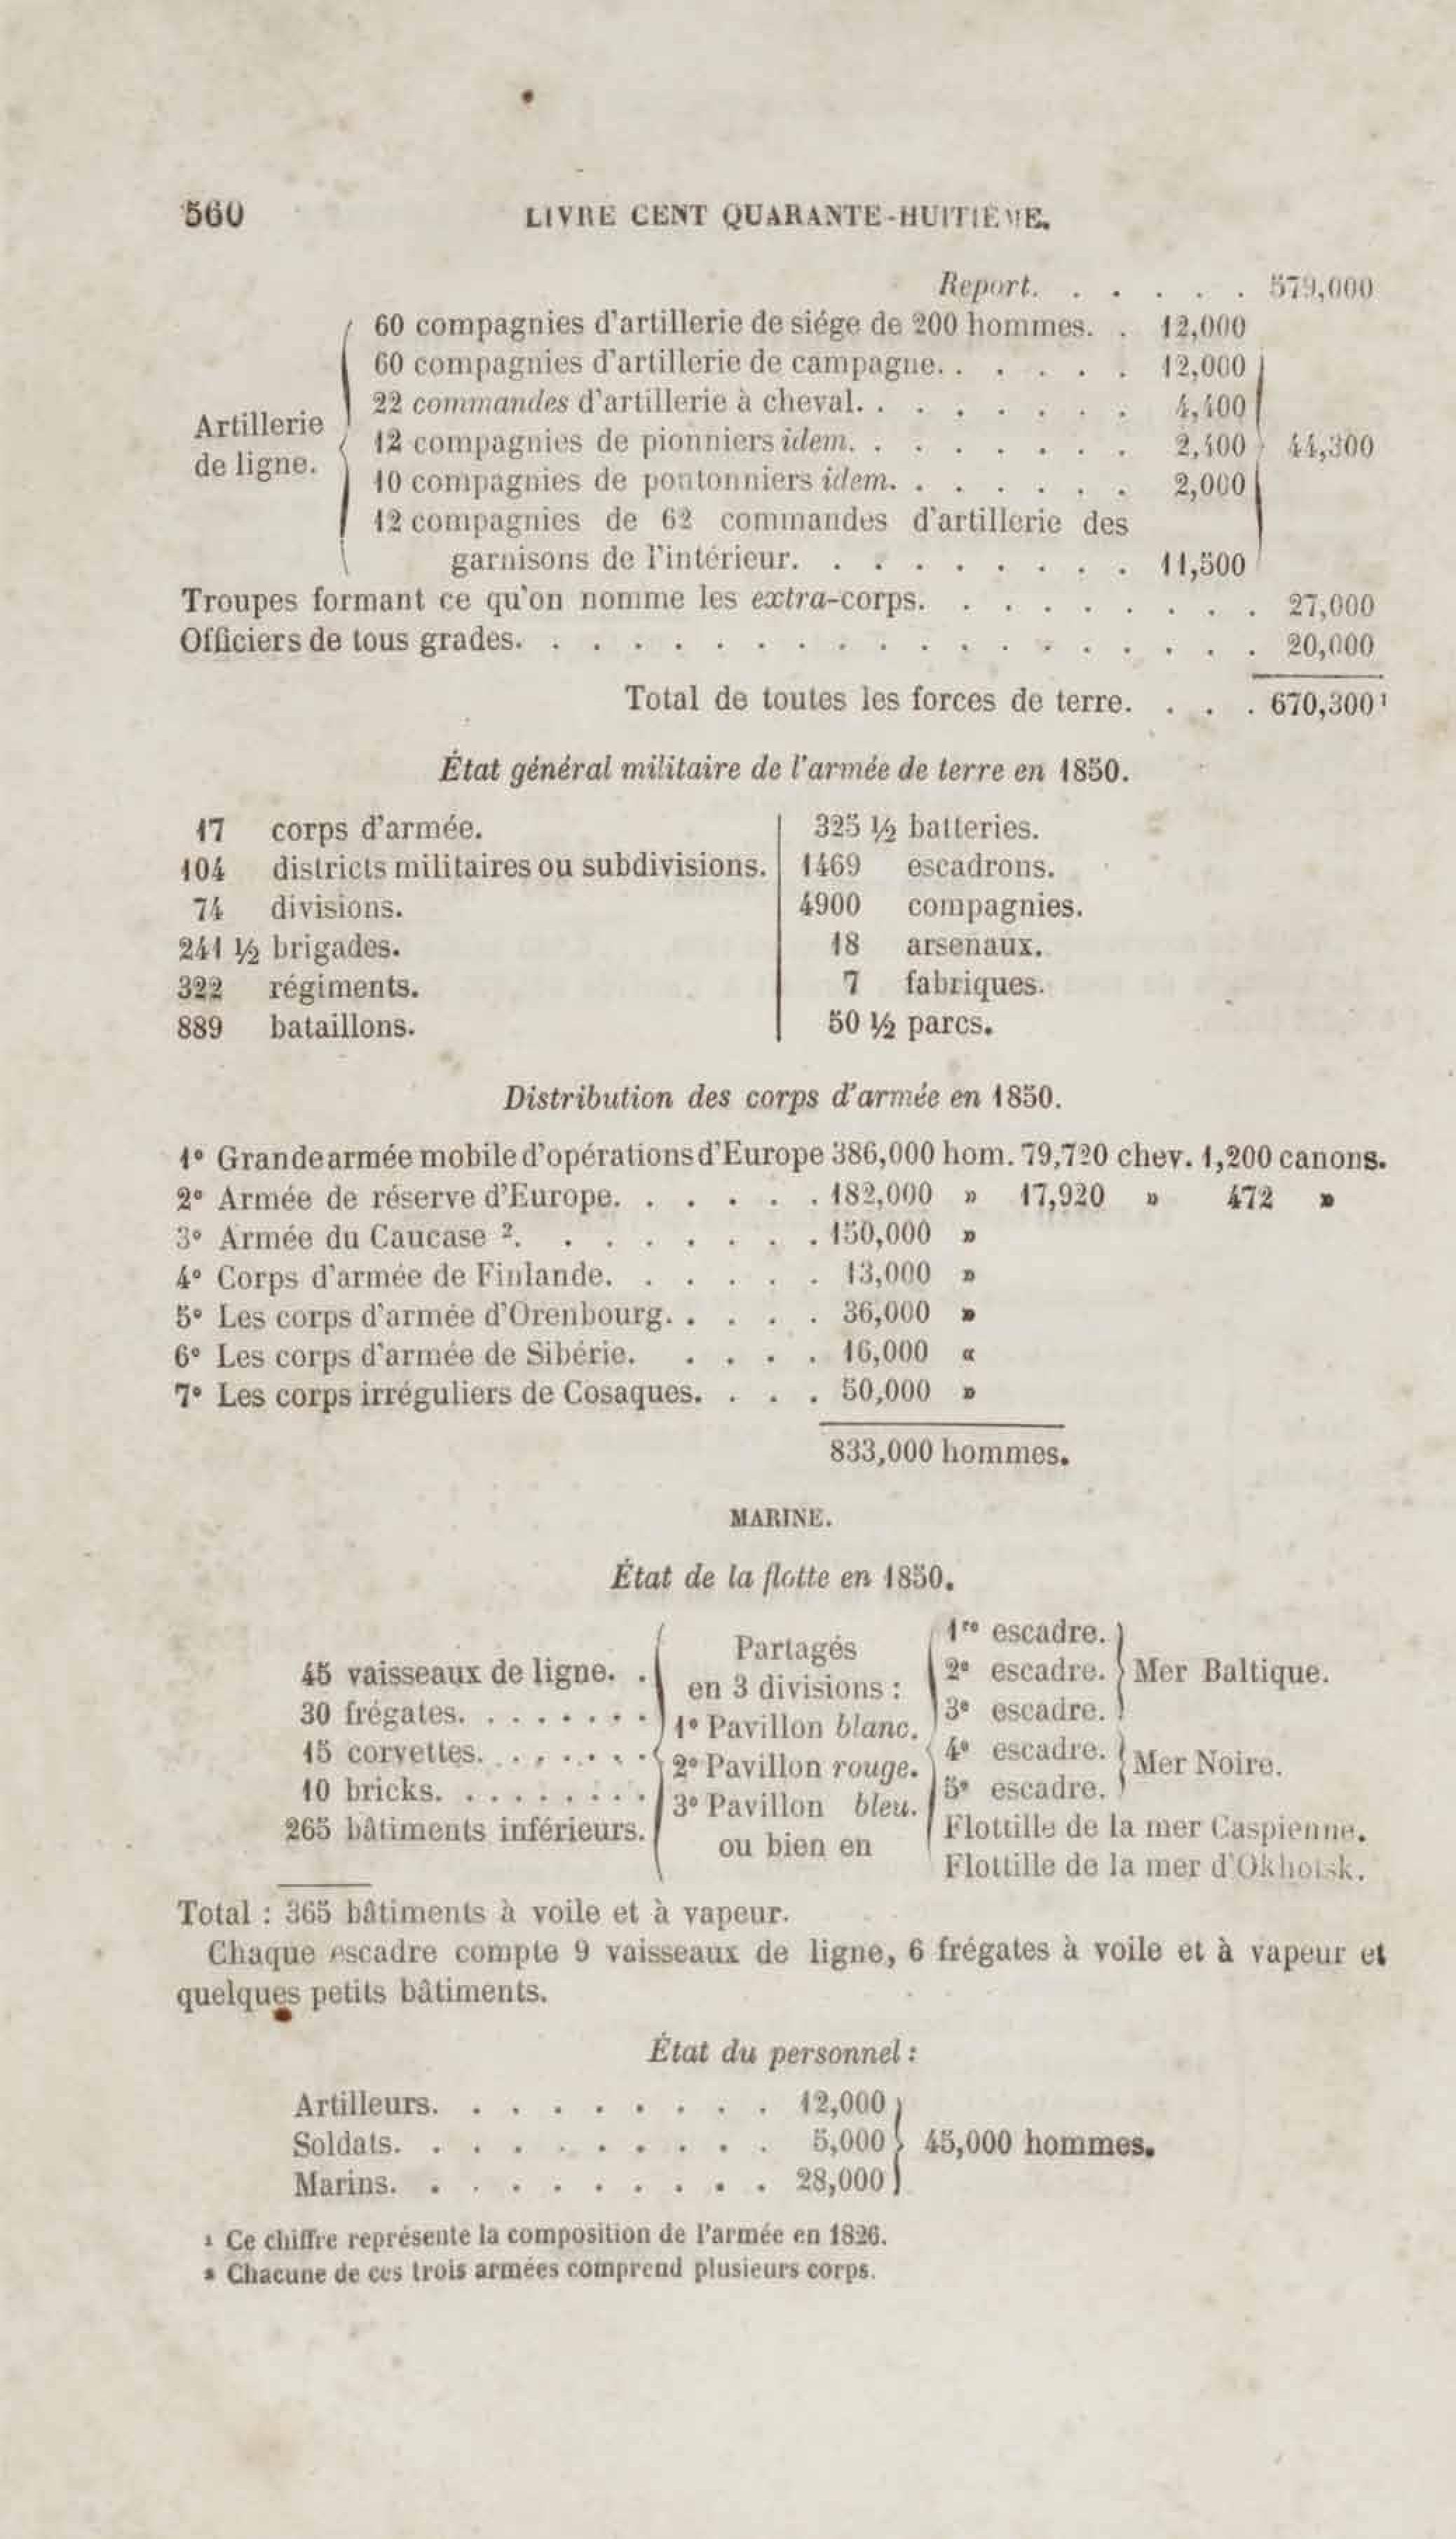 560 LIVRE CENT QUARANTE-HUITIÈME.
Report. . . . . . 579,000
60 compagnies d'artillerie de siége de 200 hommes. . 12,000
60 compagnies d'artillerie de campagne. . . . . . 12,000
22 commandes d'artillerie à cheval. . . . . . . . 4,400
Artillerie de ligne.
12 compagnies de pionniers idem. . . . . . . . 2,400 44,300
10 compagnies de pontonniers idem. . . . . . . 2,000
12 compagnies de 62 commandes d'artillerie des
garnisons de l'intérieur. . . . . . . . . . 11,500
Troupes formant ce qu'on nomme les extra-corps. . . . . . . . . 27,000
Officiers de tous grades. . . . . . . . . . . . . . . . . . . 20,000
Total de toutes les forces de terre. . . . 670,300¹
État général militaire de l'armée de terre en 1850.
17 corps d'armée.
104 districts militaires ou subdivisions.
74 divisions.
241 ½ brigades.
322 régiments.
889 bataillons.
325 ½ batteries.
1469 escadrons.
4900 compagnies.
18 arsenaux.
7 fabriques.
50 ½ parcs.
Distribution des corps d'armée en 1850.
1° Grande armée mobile d'opérations d'Europe 386,000 hom. 79,720 chev. 1,200 canons.
2° Armée de réserve d'Europe. . . . . . 182,000 » 17,920 » 472 »
3° Armée du Caucase ². . . . . . . . 150,000 »
4° Corps d'armée de Finlande. . . . . . 13,000 »
5° Les corps d'armée d'Orenbourg. . . . . 36,000 »
6° Les corps d'armée de Sibérie. . . . . 16,000 «
7° Les corps irréguliers de Cosaques. . . . 50,000 »
833,000 hommes.
MARINE.
État de la flotte en 1850.
45 vaisseaux de ligne. .
30 frégates. . . . . . . .
15 corvettes. . . . . . .
10 bricks. . . . . . . . .
265 bâtiments inférieurs.
Partagés
en 3 divisions :
1° Pavillon blanc.
2° Pavillon rouge.
3° Pavillon bleu.
ou bien en
1re escadre.
2e escadre. Mer Baltique.
3e escadre.
4e escadre. Mer Noire.
5e escadre.
Flottille de la mer Caspienne.
Flottille de la mer d'Okhotsk.
Total : 365 bâtiments à voile et à vapeur.
Chaque escadre compte 9 vaisseaux de ligne, 6 frégates à voile et à vapeur et
quelques petits bâtiments.
État du personnel :
Artilleurs. . . . . . . . . 12,000
Soldats. . . . . . . . . . 5,000 45,000 hommes.
Marins. . . . . . . . . . 28,000
¹ Ce chiffre représente la composition de l'armée en 1826.
² Chacune de ces trois armées comprend plusieurs corps.